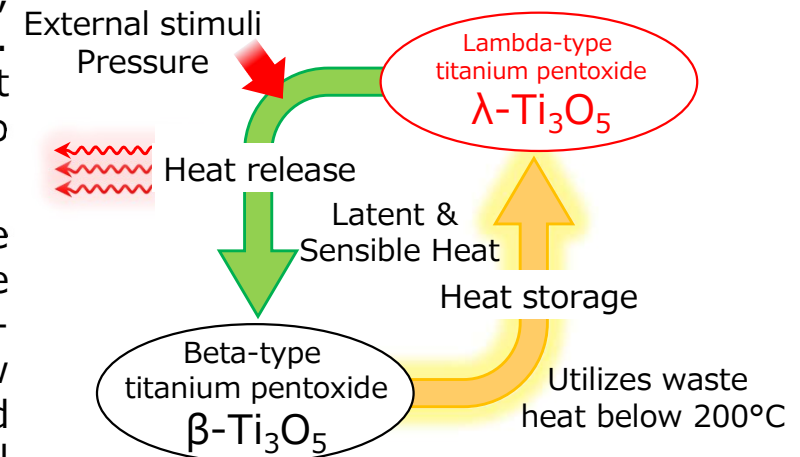 External stimuli
Pressure
Lambda-type
titanium pentoxide
λ-Ti₃O₅
Heat release
Latent &
Sensible Heat
Heat storage
Beta-type
titanium pentoxide
β-Ti₃O₅
Utilizes waste
heat below 200°C